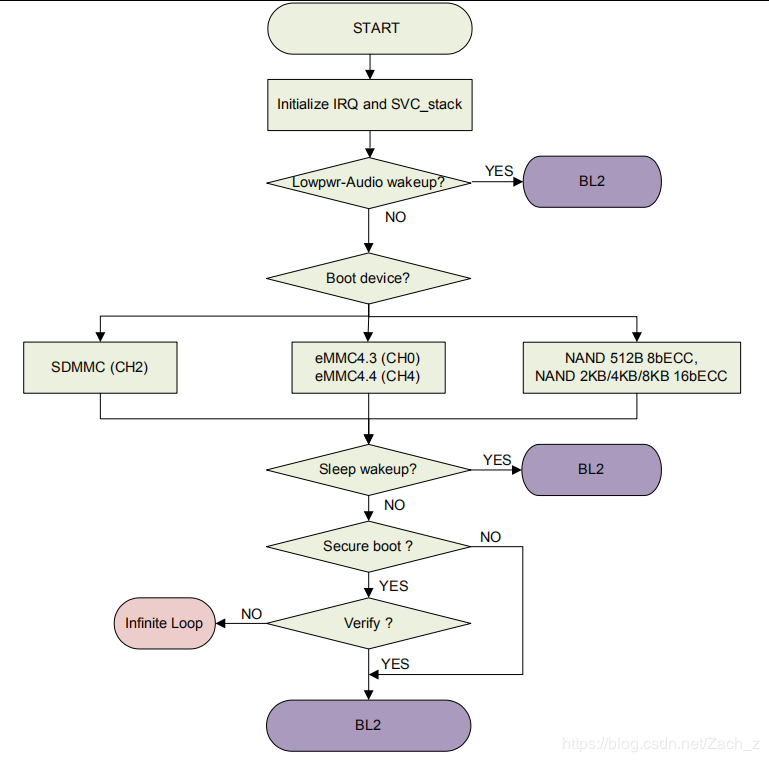 START
Initialize IRQ and SVC_stack
Lowpwr-Audio wakeup?
YES
BL2
NO
Boot device?
SDMMC (CH2)
eMMC4.3 (CH0)
eMMC4.4 (CH4)
NAND 512B 8bECC,
NAND 2KB/4KB/8KB 16bECC
Sleep wakeup?
YES
BL2
NO
Secure boot ?
NO
YES
Infinite Loop
NO
Verify ?
YES
BL2
https://blog.csdn.net/Zach_z